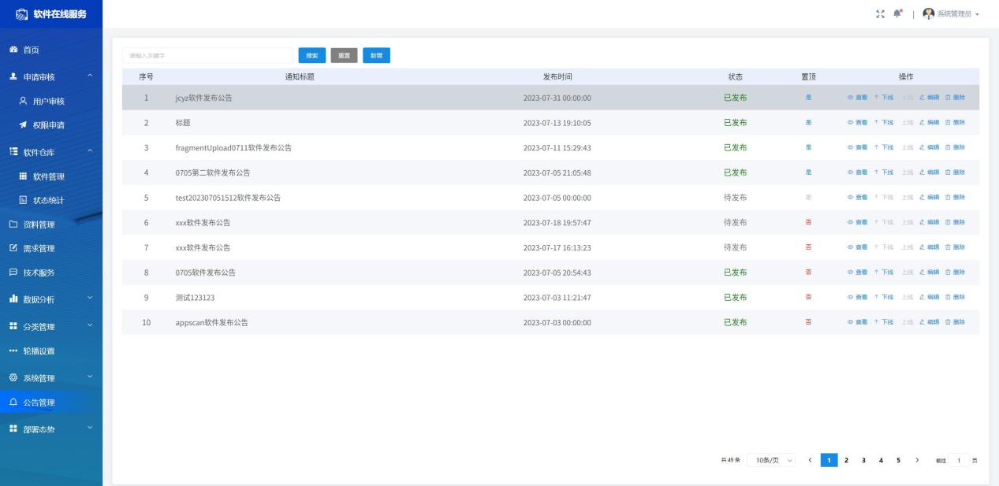 软件在线服务
系统管理员
首页
申请审核
用户审核
权限申请
软件仓库
软件管理
状态统计
资料管理
需求管理
技术服务
数据分析
分类管理
轮播设置
系统管理
公告管理
部署态势
请输入关键字 搜索 重置 新增
序号 通知标题 发布时间 状态 置顶 操作
1 jcyz软件发布公告 2023-07-31 00:00:00 已发布 是 查看 下线 上线 编辑 删除
2 标题 2023-07-13 19:10:05 已发布 是 查看 下线 上线 编辑 删除
3 fragmentUpload0711软件发布公告 2023-07-11 15:29:43 已发布 是 查看 下线 上线 编辑 删除
4 0705第二软件发布公告 2023-07-05 21:05:48 已发布 是 查看 下线 上线 编辑 删除
5 test202307051512软件发布公告 2023-07-05 00:00:00 待发布 是 查看 下线 上线 编辑 删除
6 xxx软件发布公告 2023-07-18 19:57:47 待发布 否 查看 下线 上线 编辑 删除
7 xxx软件发布公告 2023-07-17 16:13:23 待发布 否 查看 下线 上线 编辑 删除
8 0705软件发布公告 2023-07-05 20:54:43 已发布 否 查看 下线 上线 编辑 删除
9 测试123123 2023-07-03 11:21:47 已发布 否 查看 下线 上线 编辑 删除
10 appscan软件发布公告 2023-07-03 00:00:00 已发布 否 查看 下线 上线 编辑 删除
共 49 条 10条/页 1 2 3 4 5 前往 1 页